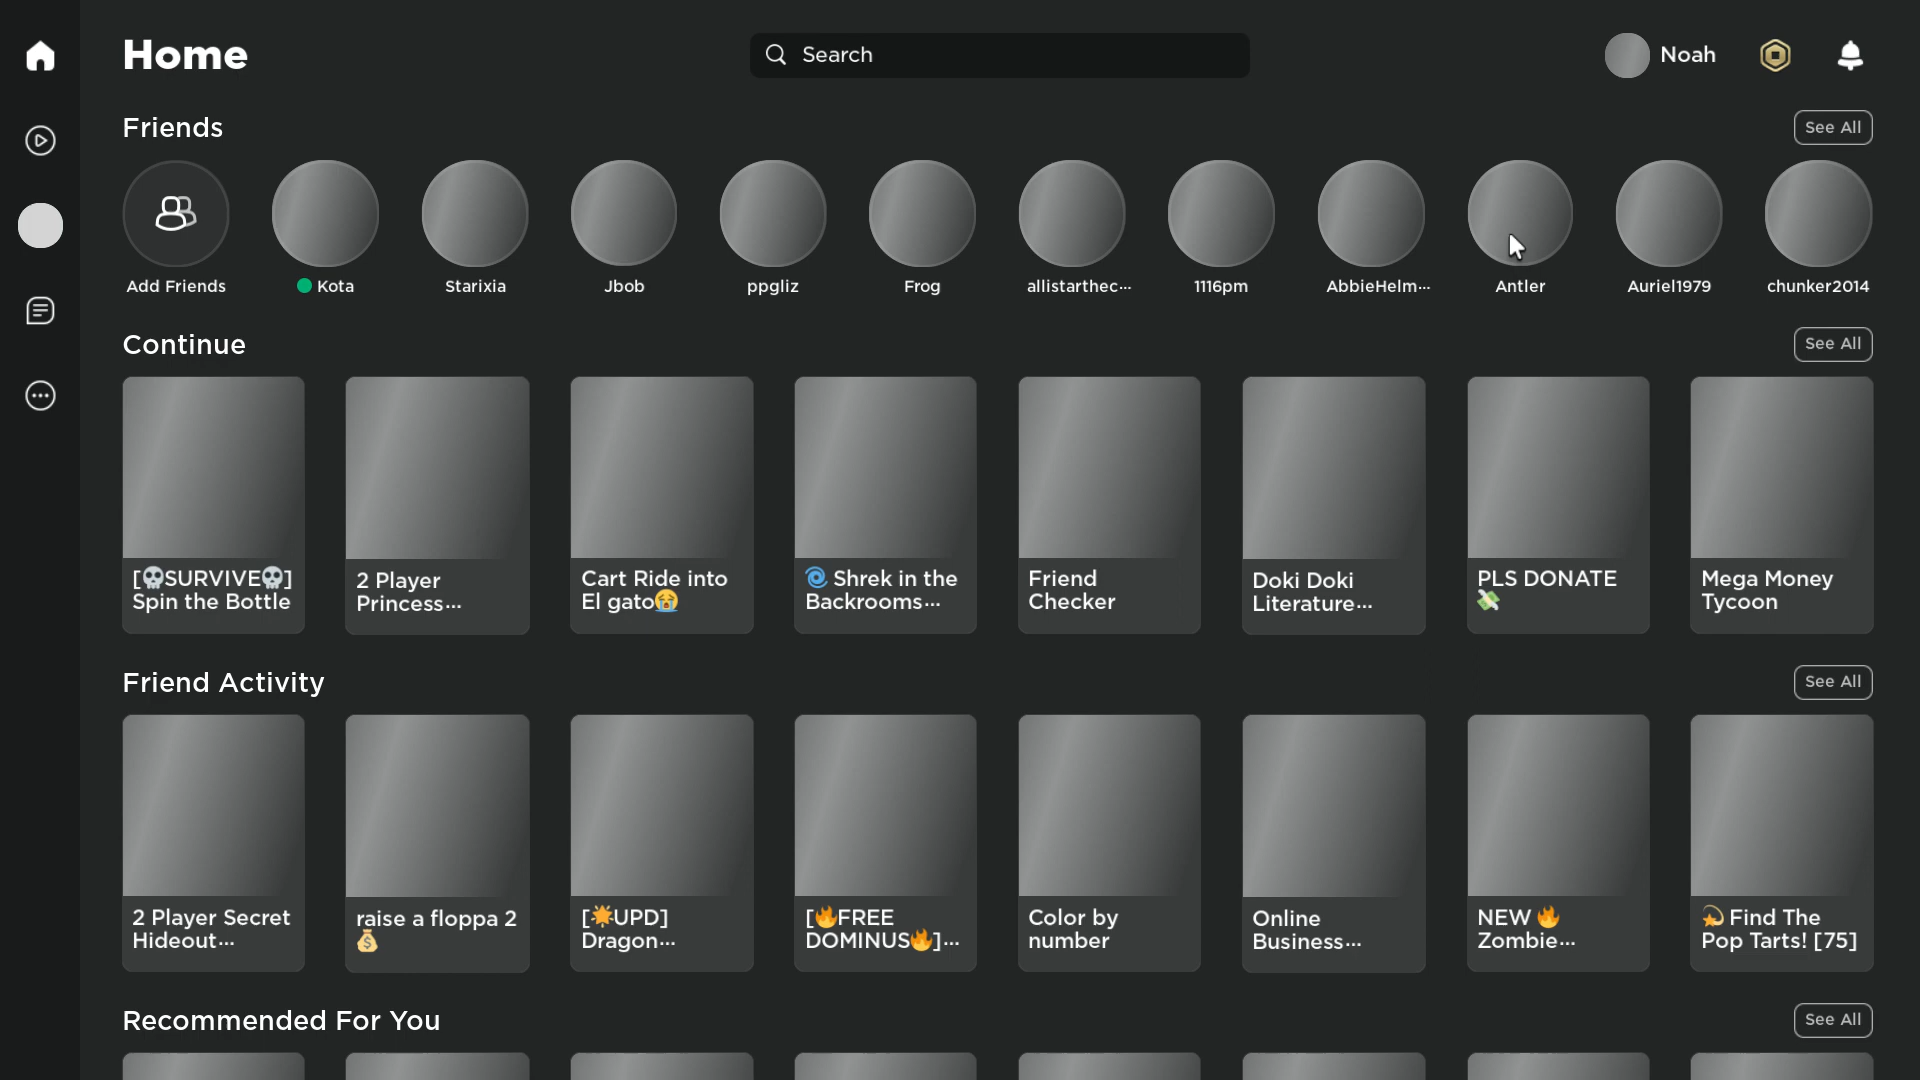 Home
Search
Noah
Friends
See All
Add Friends
Kota
Starixia
Jbob
ppgliz
Frog
allistarthec...
1116pm
AbbieHelm...
Antler
Auriel1979
chunker2014
Continue
See All
[💀SURVIVE💀]
Spin the Bottle
2 Player
Princess...
Cart Ride into
El gato😭
🌀 Shrek in the
Backrooms...
Friend
Checker
Doki Doki
Literature...
PLS DONATE
💸
Mega Money
Tycoon
Friend Activity
See All
2 Player Secret
Hideout...
raise a floppa 2
💰
[🌟UPD]
Dragon...
[🔥FREE
DOMINUS🔥]...
Color by
number
Online
Business...
NEW 🔥
Zombie...
💫 Find The
Pop Tarts! [75]
Recommended For You
See All